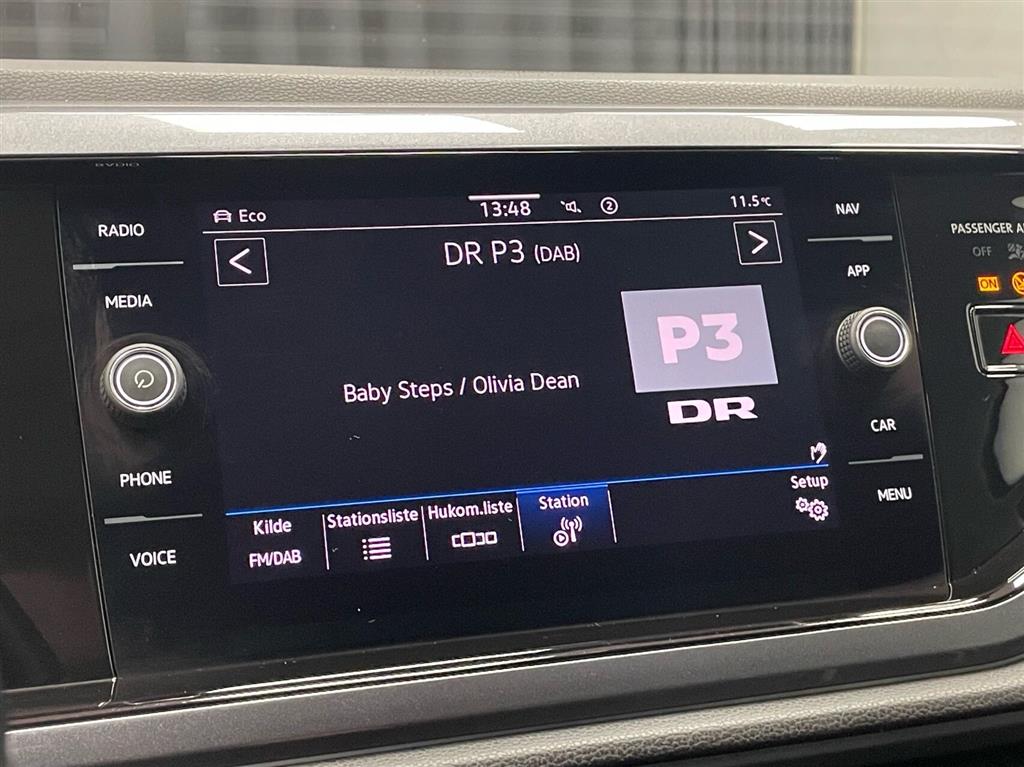 RADIO
MEDIA
PHONE
VOICE
Eco
13:48
2
11.5°C
DR P3 (DAB)
P3
DR
Baby Steps / Olivia Dean
Kilde
FM/DAB
Stationsliste
Hukom.liste
Station
Setup
NAV
APP
CAR
MENU
PASSENGER
OFF
ON